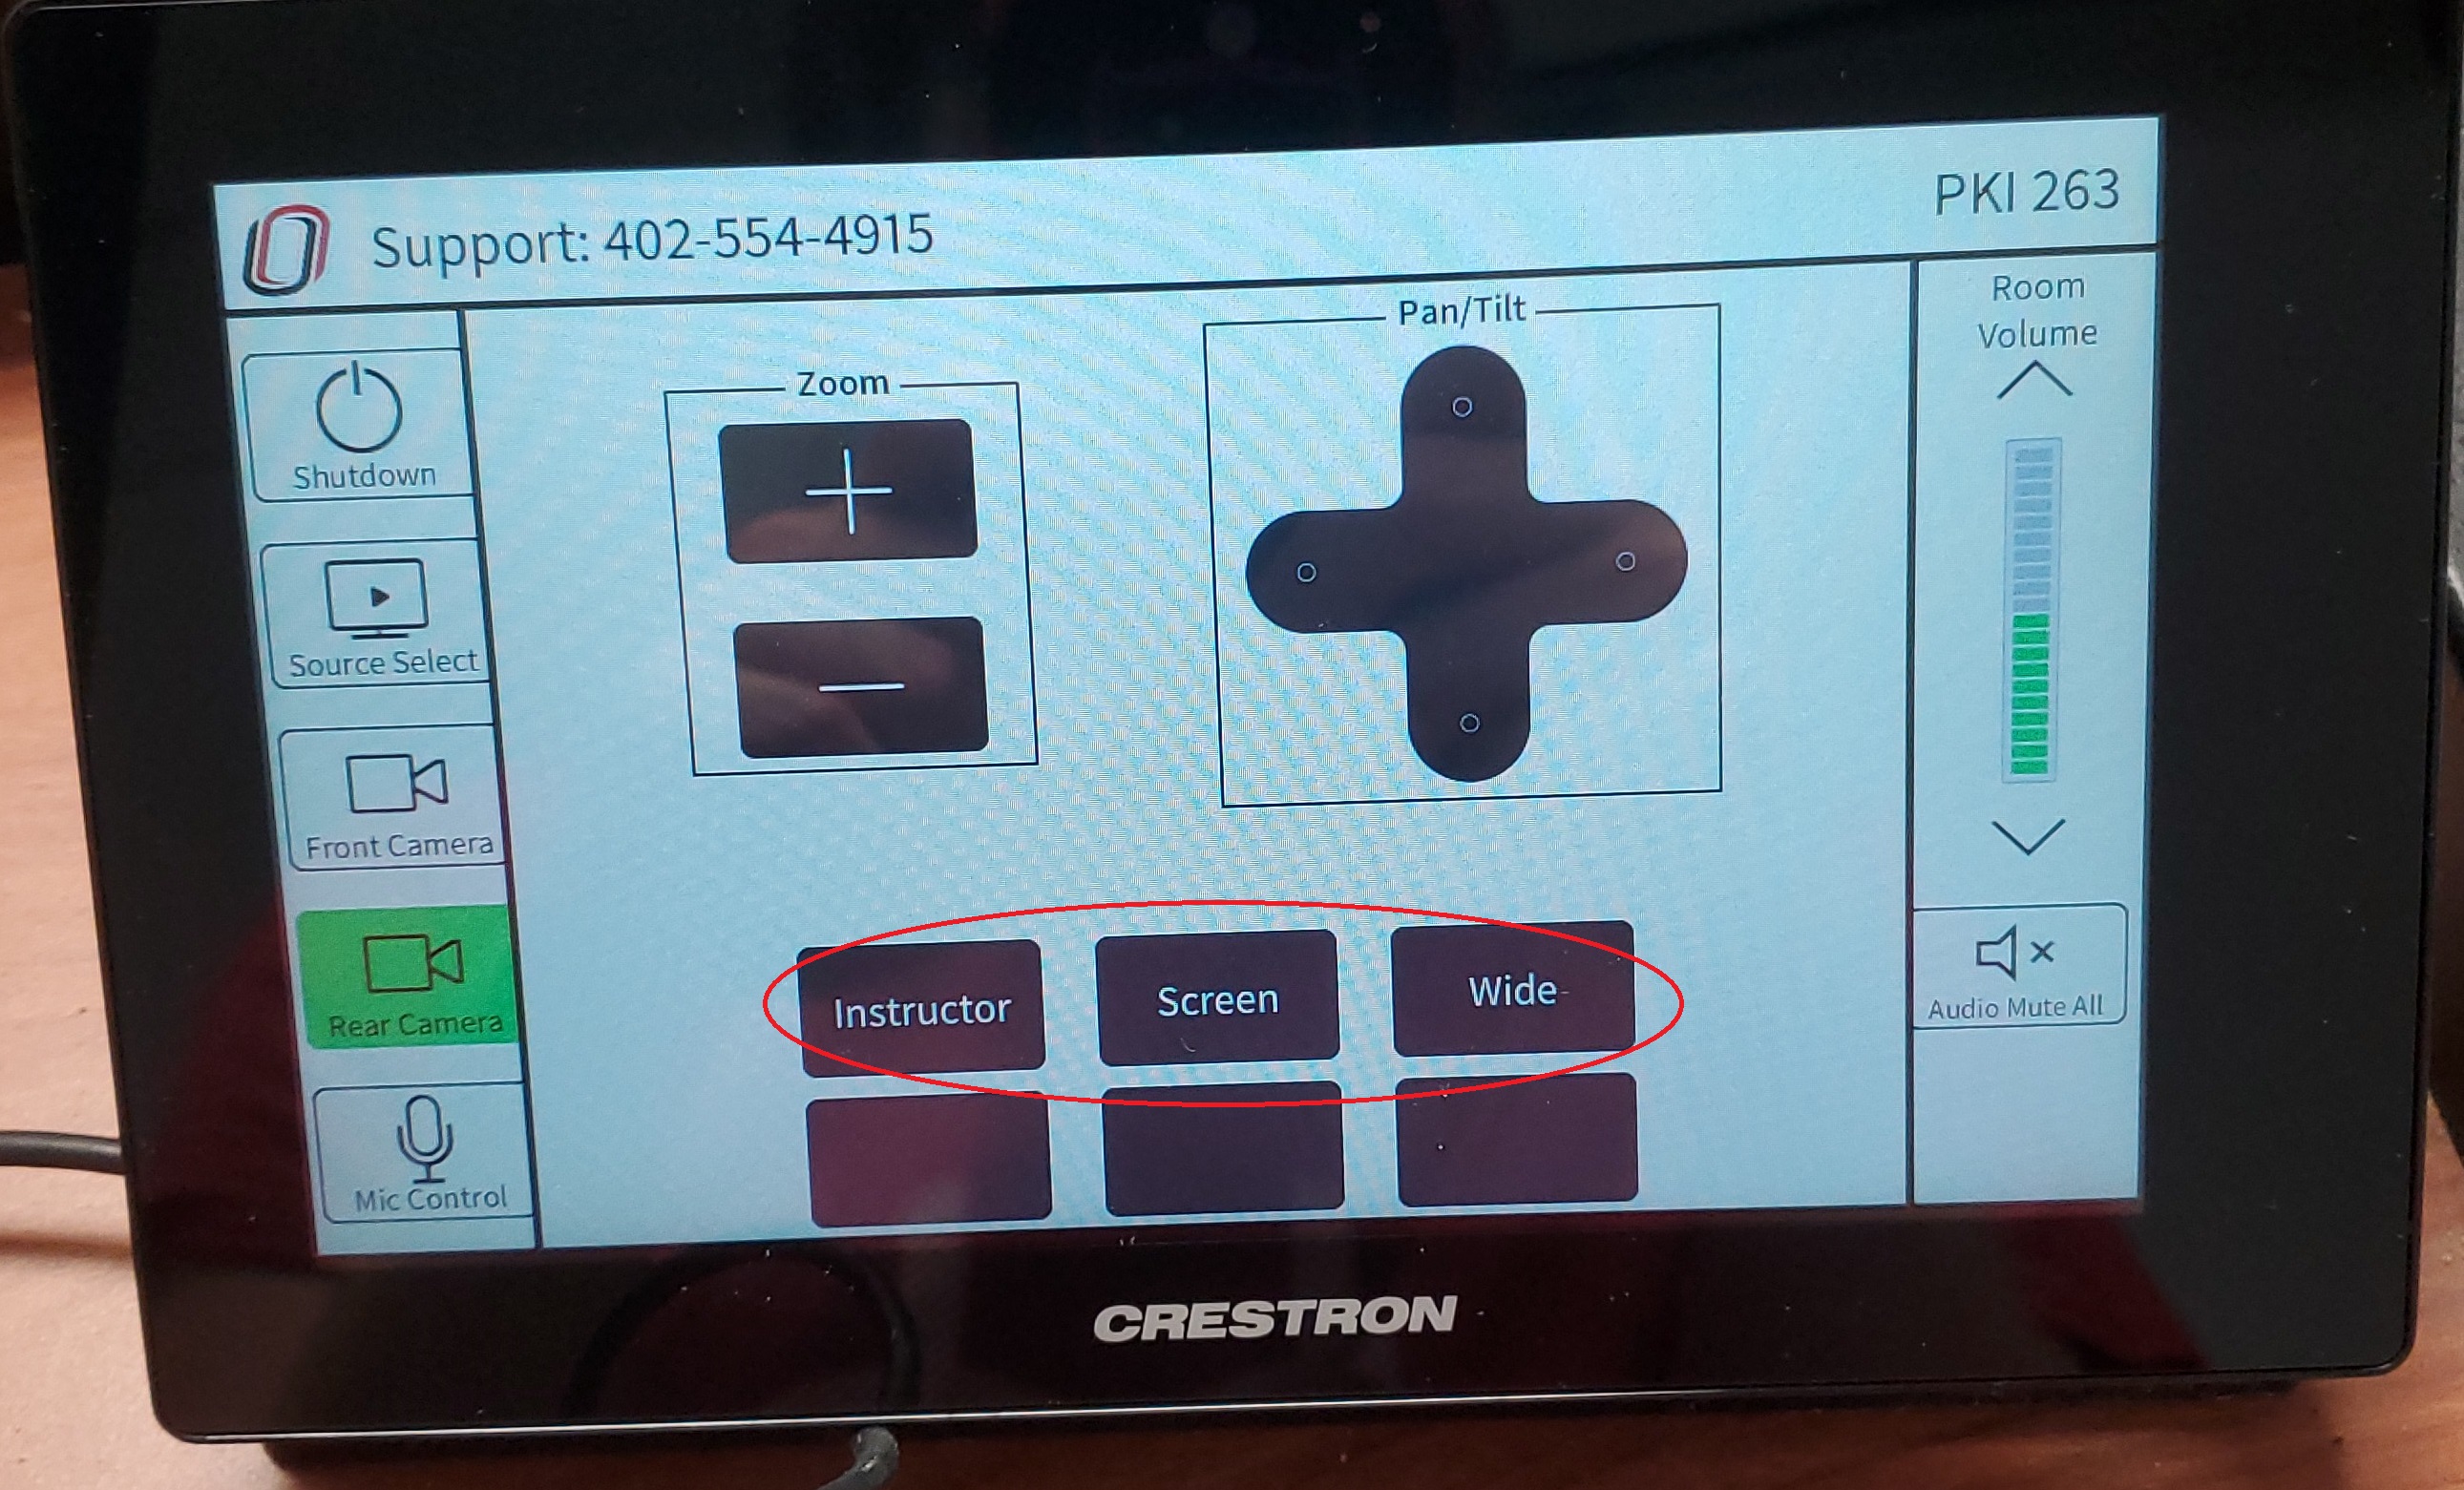 Support: 402-554-4915
PKI 263
Shutdown
Source Select
Front Camera
Rear Camera
Mic Control
Zoom
Pan/Tilt
Instructor
Screen
Wide
Room
Volume
Audio Mute All
CRESTRON